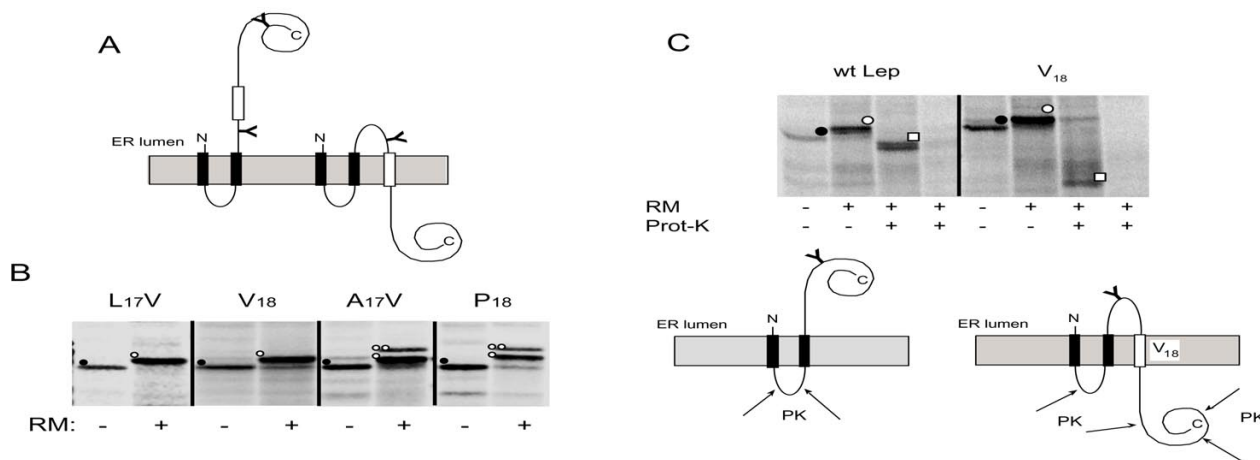 A
C
N
N
C
ER lumen
C
B
L17V V18 A17V P18
RM: - + - + - + - +
C
wt Lep V18
RM - + + + - + + +
Prot-K - - + + - - + +
C
N
ER lumen
PK
N
ER lumen
V18
C
PK
PK